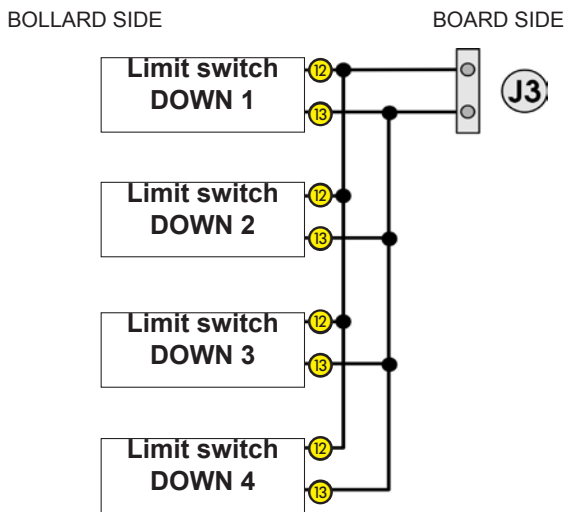 BOLLARD SIDE BOARD SIDE
Limit switch
DOWN 1
12
13
J3
Limit switch
DOWN 2
12
13
Limit switch
DOWN 3
12
13
Limit switch
DOWN 4
12
13